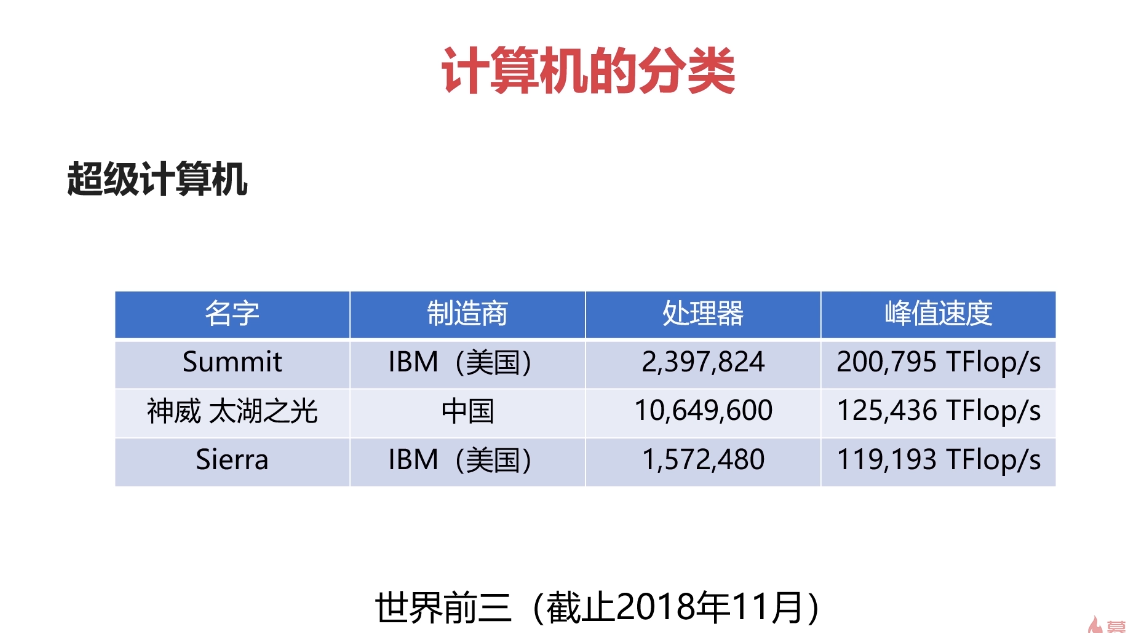 计算机的分类
超级计算机
名字 制造商 处理器 峰值速度
Summit IBM（美国） 2,397,824 200,795 TFlop/s
神威 太湖之光 中国 10,649,600 125,436 TFlop/s
Sierra IBM（美国） 1,572,480 119,193 TFlop/s
世界前三（截止2018年11月）